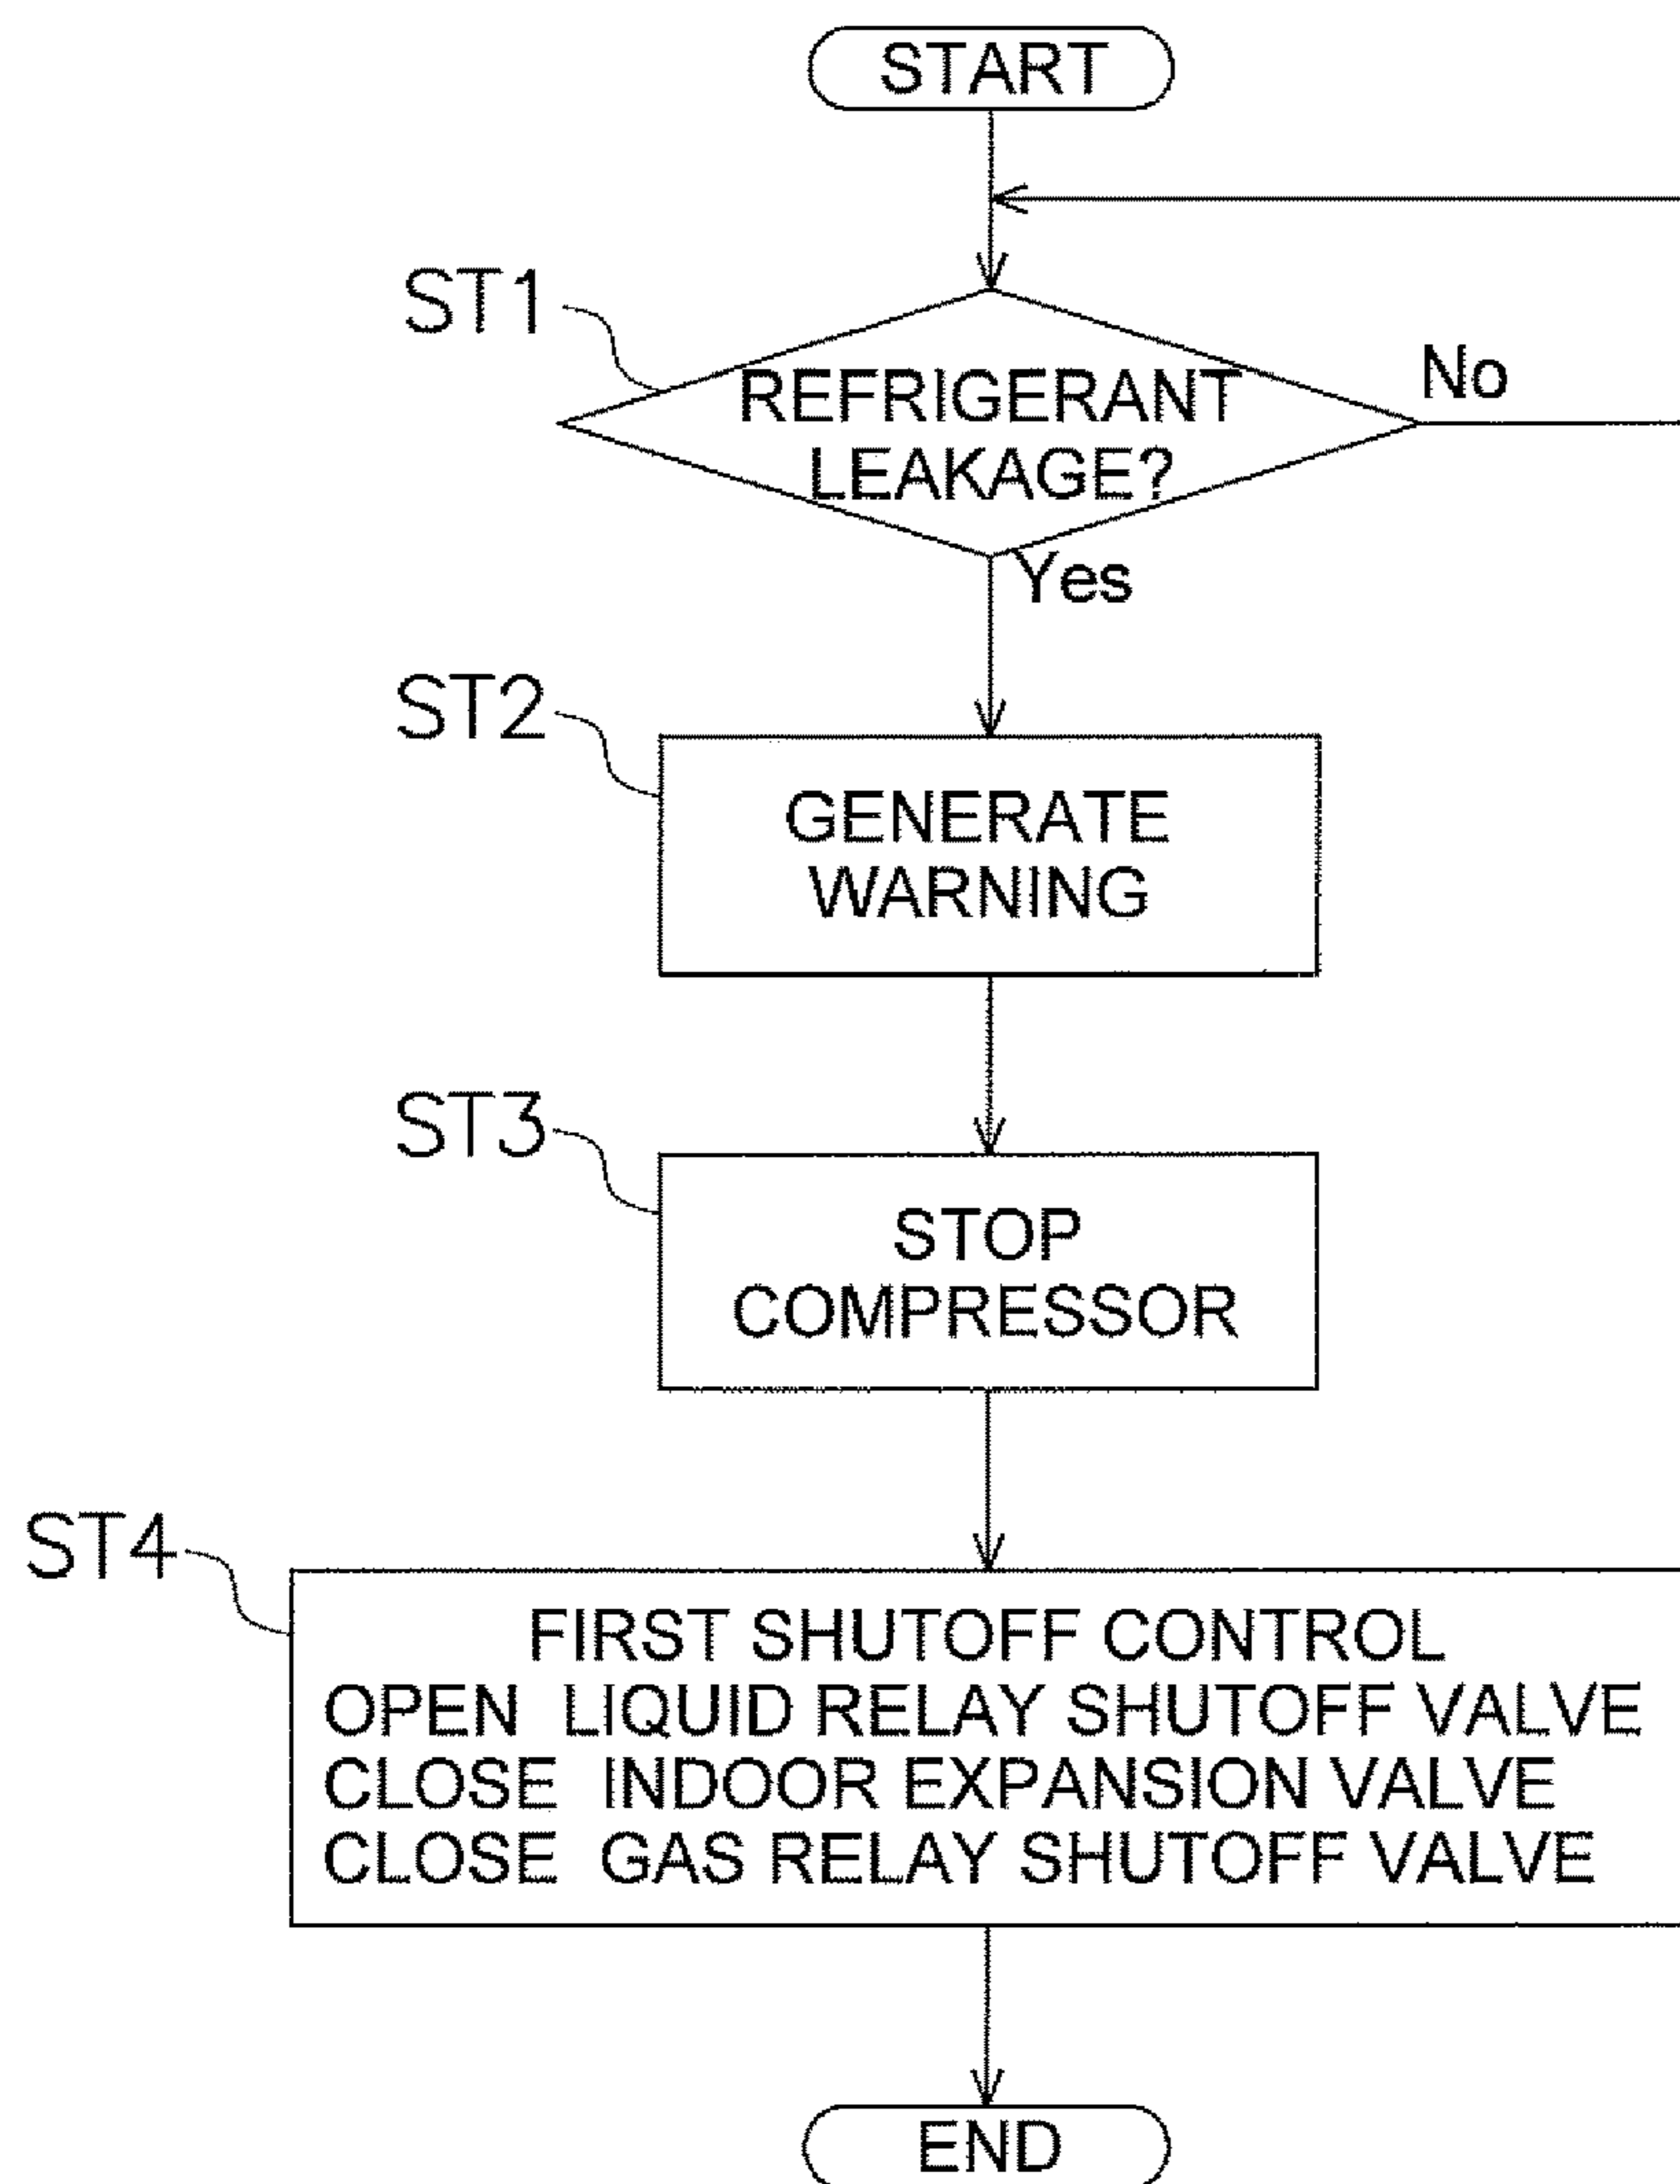 START
ST1
REFRIGERANT
LEAKAGE?
No
Yes
ST2
GENERATE
WARNING
ST3
STOP
COMPRESSOR
ST4
FIRST SHUTOFF CONTROL
OPEN LIQUID RELAY SHUTOFF VALVE
CLOSE INDOOR EXPANSION VALVE
CLOSE GAS RELAY SHUTOFF VALVE
END